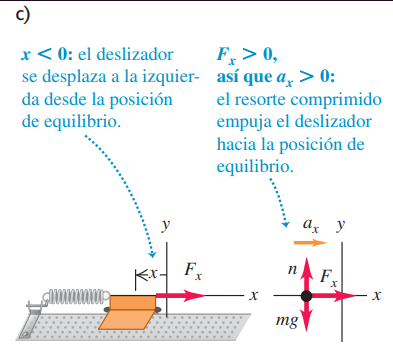 c)
x < 0: el deslizador
se desplaza a la izquier-
da desde la posición
de equilibrio.
Fx > 0,
así que ax > 0:
el resorte comprimido
empuja el deslizador
hacia la posición de
equilibrio.
y
x
Fx
x
ax
y
n
Fx
x
mg